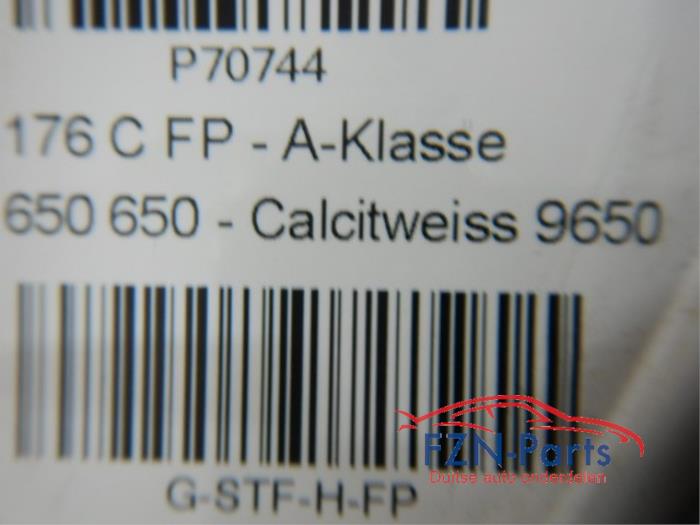 P70744
176 C FP - A-Klasse
650 650 - Calcitweiss 9650
G-STF-H-FP
FZN-Parts
Duitse auto onderdelen